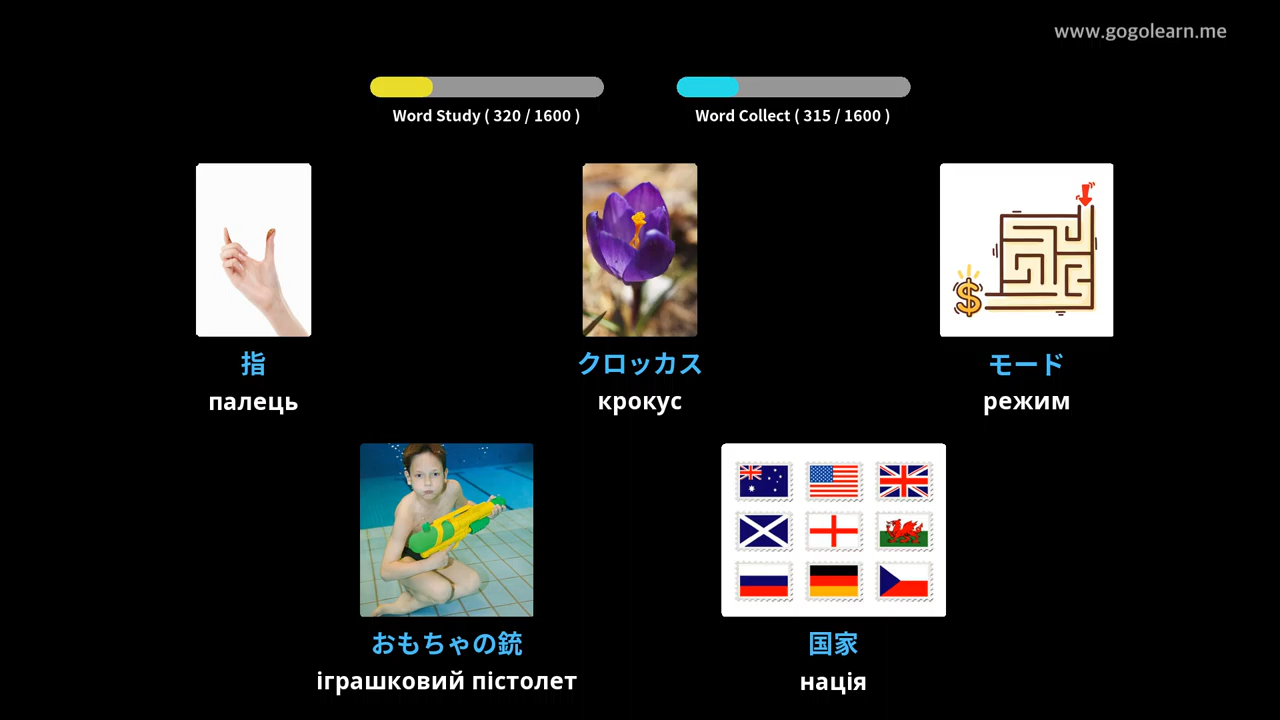 www.gogolearn.me
Word Study ( 320 / 1600 )
Word Collect ( 315 / 1600 )
指
палець
クロッカス
крокус
モード
режим
おもちゃの銃
іграшковий пістолет
国家
нація